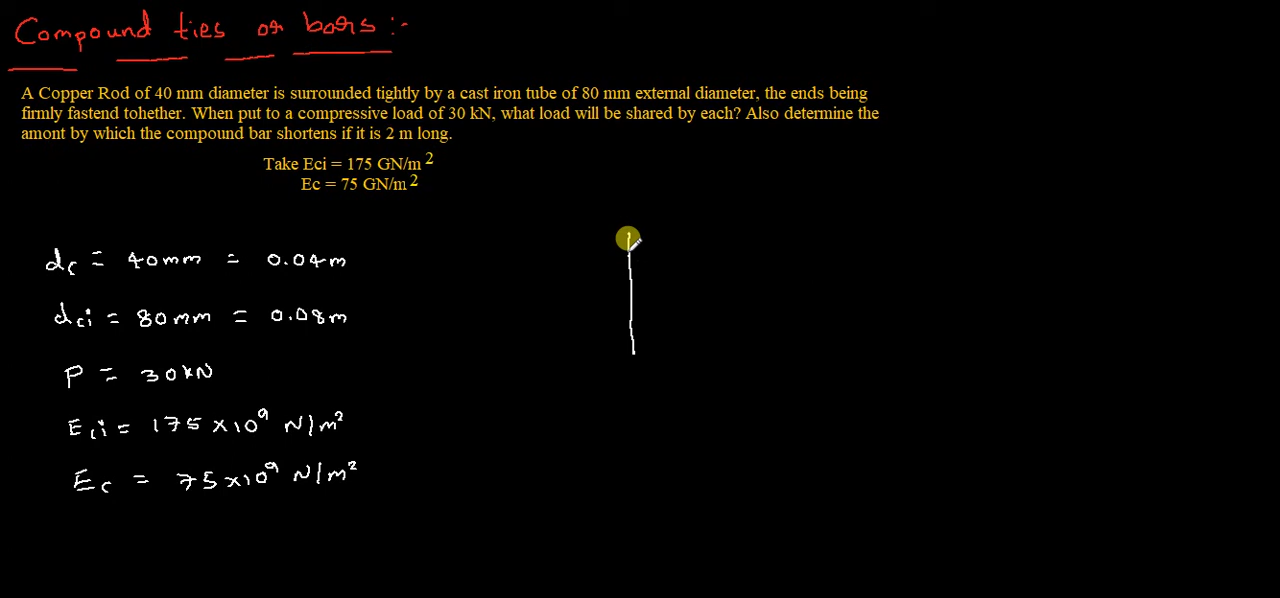 Compound ties or bars :-
A Copper Rod of 40 mm diameter is surrounded tightly by a cast iron tube of 80 mm external diameter, the ends being
firmly fastend tohether. When put to a compressive load of 30 kN, what load will be shared by each? Also determine the
amont by which the compound bar shortens if it is 2 m long.
Take Eci = 175 GN/m 2
Ec = 75 GN/m 2
dc = 40mm = 0.04m
dci = 80mm = 0.08m
P = 30kN
Eci = 175 × 10⁹ N/m²
Ec = 75×10⁹ N/m²